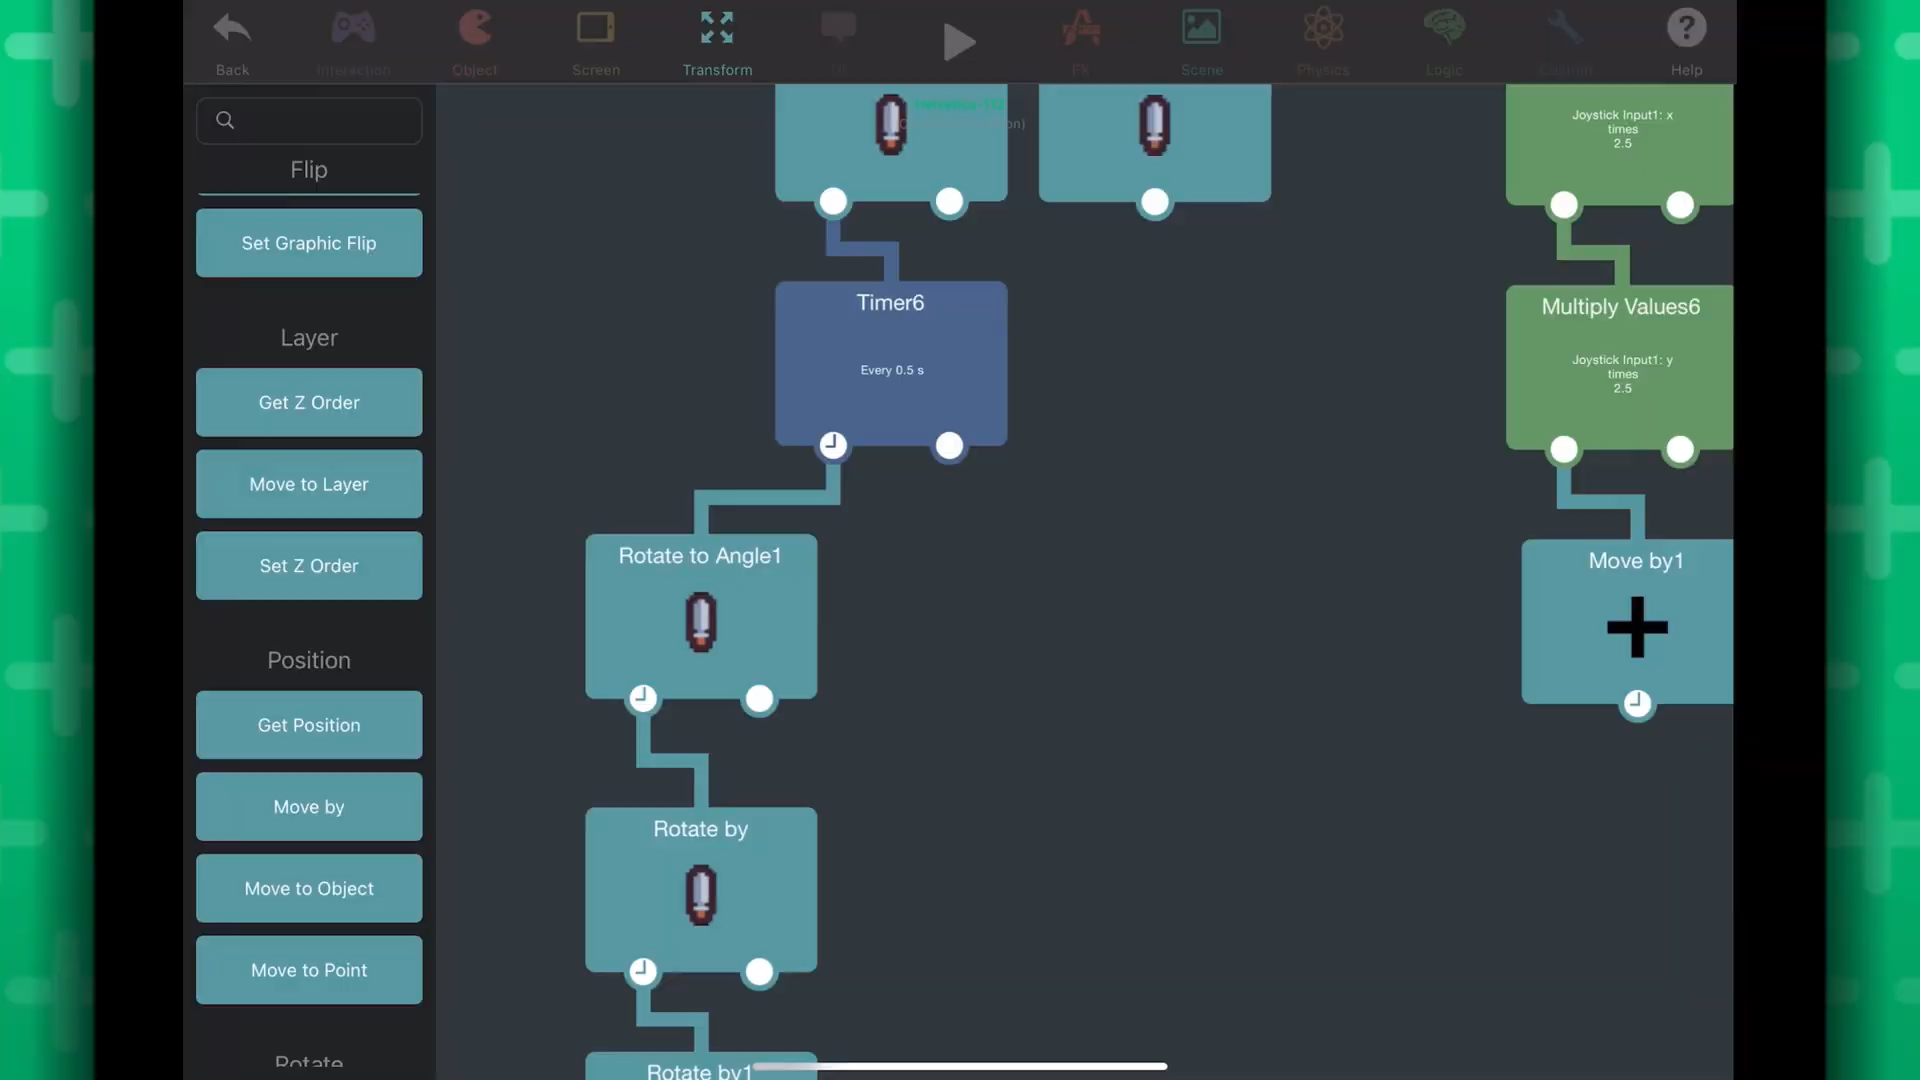 Back
Interaction
Object
Screen
Transform
UI
FX
Scene
Physics
Logic
Custom
Help
Flip
Set Graphic Flip
Layer
Get Z Order
Move to Layer
Set Z Order
Position
Get Position
Move by
Move to Object
Move to Point
Rotate
Timer6
Every 0.5 s
Rotate to Angle1
Rotate by
Rotate by1
Joystick Input1: x
times
2.5
Multiply Values6
Joystick Input1: y
times
2.5
Move by1